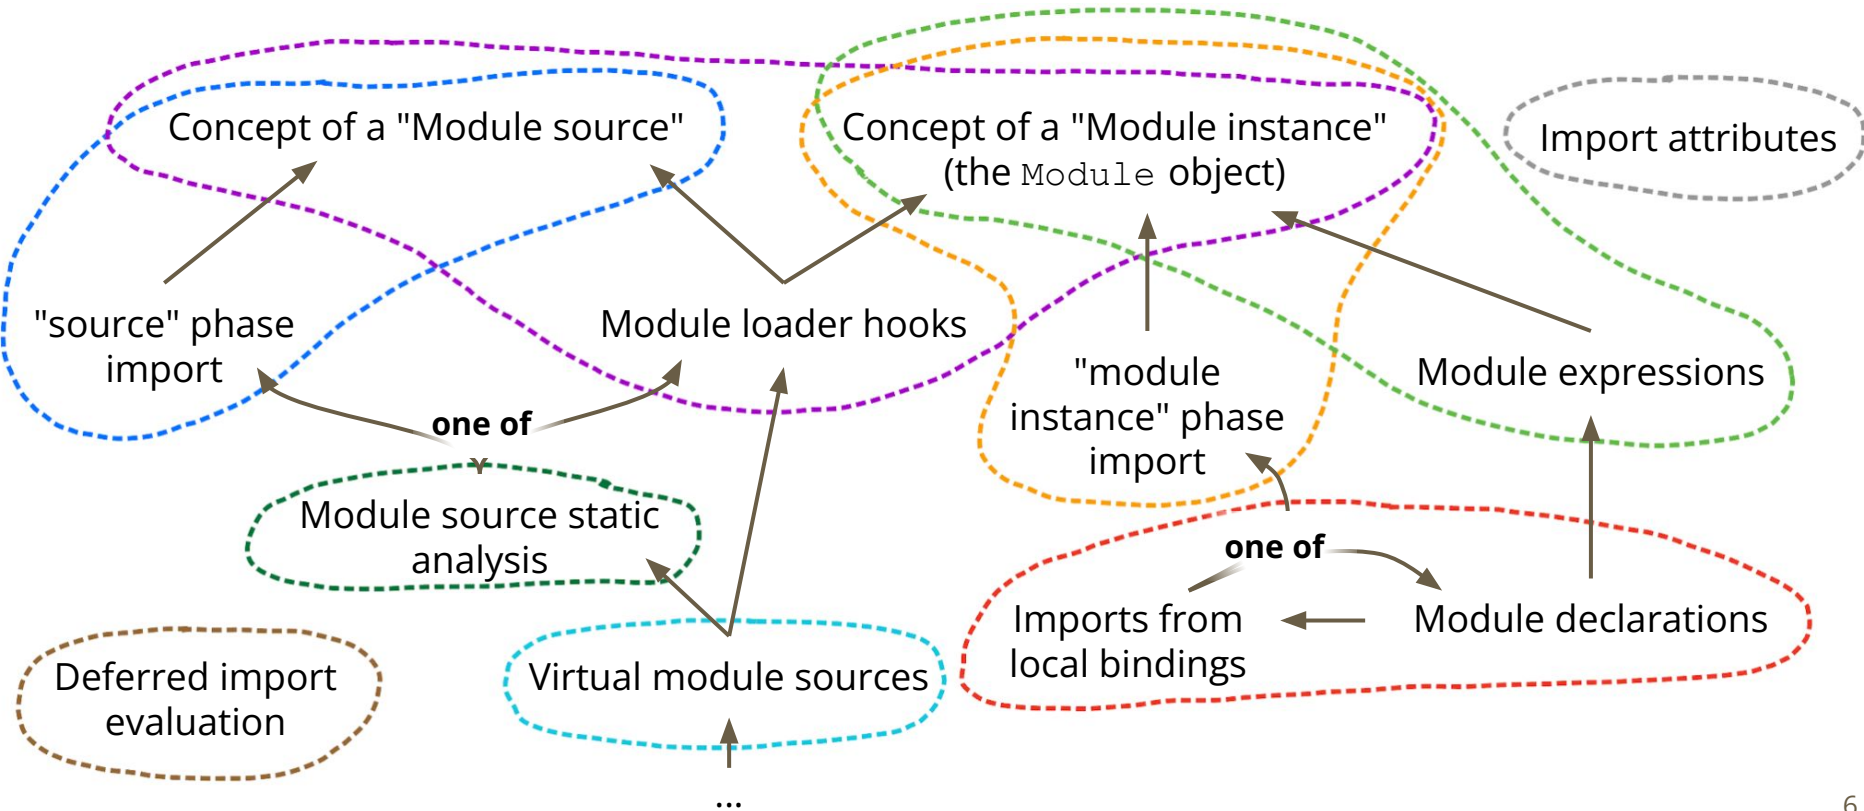 Concept of a "Module source"
Concept of a "Module instance"
(the Module object)
Import attributes
"source" phase
import
Module loader hooks
"module
instance" phase
import
Module expressions
one of
Module source static
analysis
one of
Imports from
local bindings
Module declarations
Deferred import
evaluation
Virtual module sources
...
6